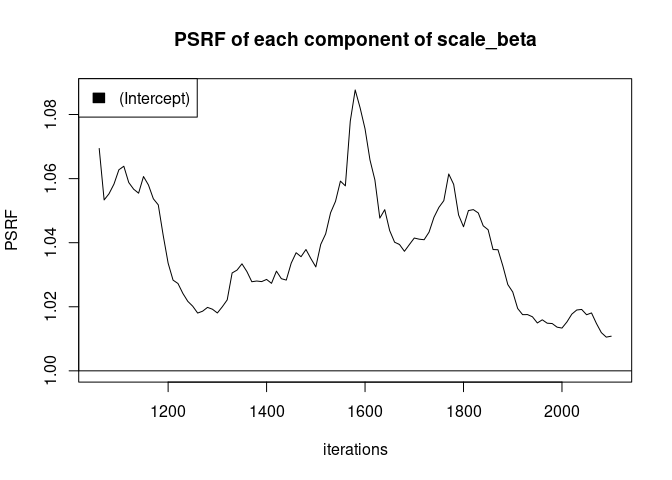 PSRF of each component of scale_beta
(Intercept)
PSRF
1.08
1.06
1.04
1.02
1.00
1200 1400 1600 1800 2000
iterations